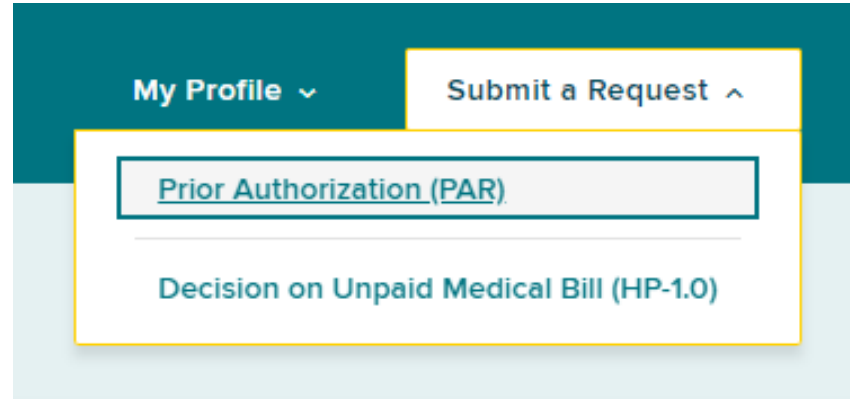 My Profile
Submit a Request
Prior Authorization (PAR)
Decision on Unpaid Medical Bill (HP-1.0)